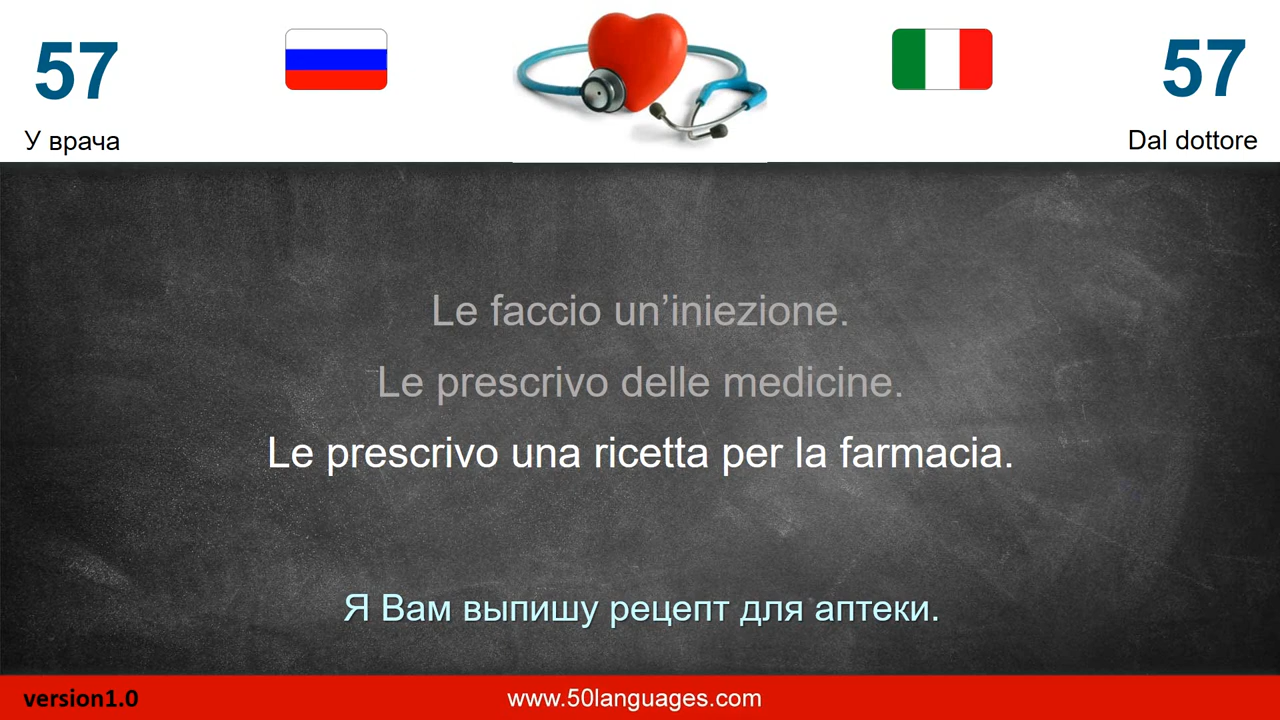 57
57
У врача
Dal dottore
Le faccio un’iniezione.
Le prescrivo delle medicine.
Le prescrivo una ricetta per la farmacia.
Я Вам выпишу рецепт для аптеки.
version1.0
www.50languages.com